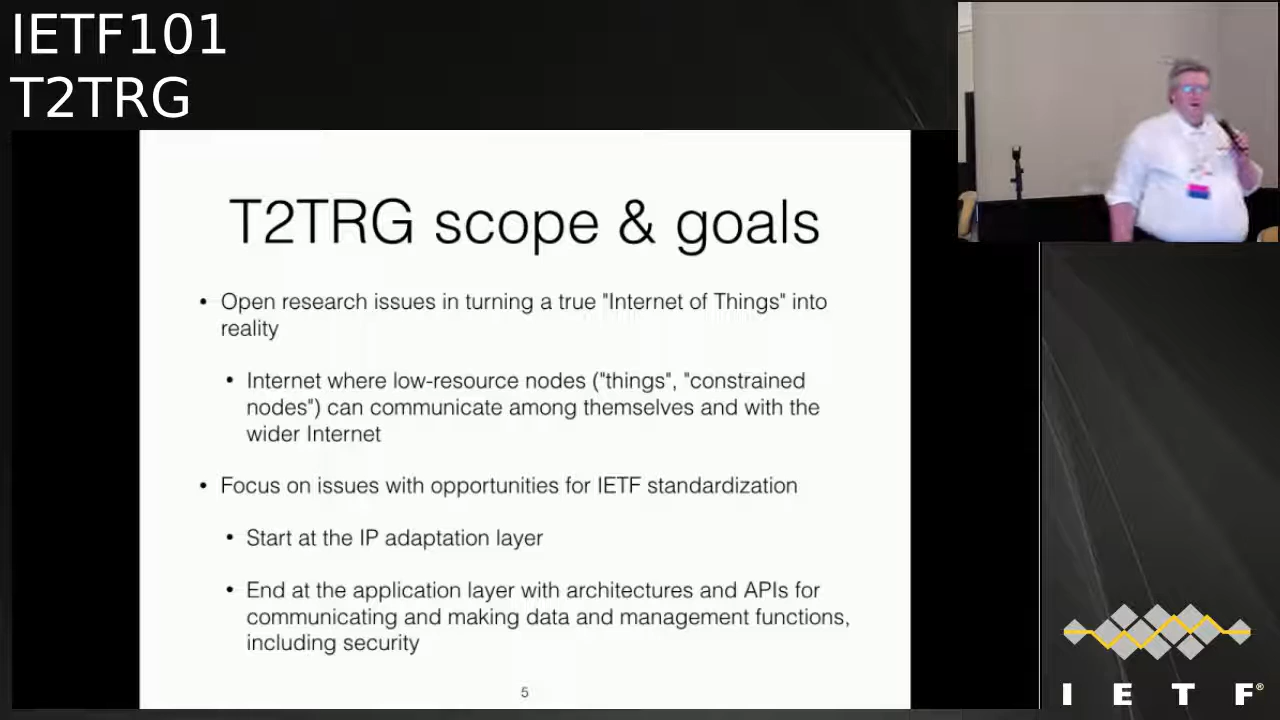 IETF101
T2TRG
T2TRG scope & goals
• Open research issues in turning a true "Internet of Things" into
reality
• Internet where low-resource nodes ("things", "constrained
nodes") can communicate among themselves and with the
wider Internet
• Focus on issues with opportunities for IETF standardization
• Start at the IP adaptation layer
• End at the application layer with architectures and APIs for
communicating and making data and management functions,
including security
5
I E T F®